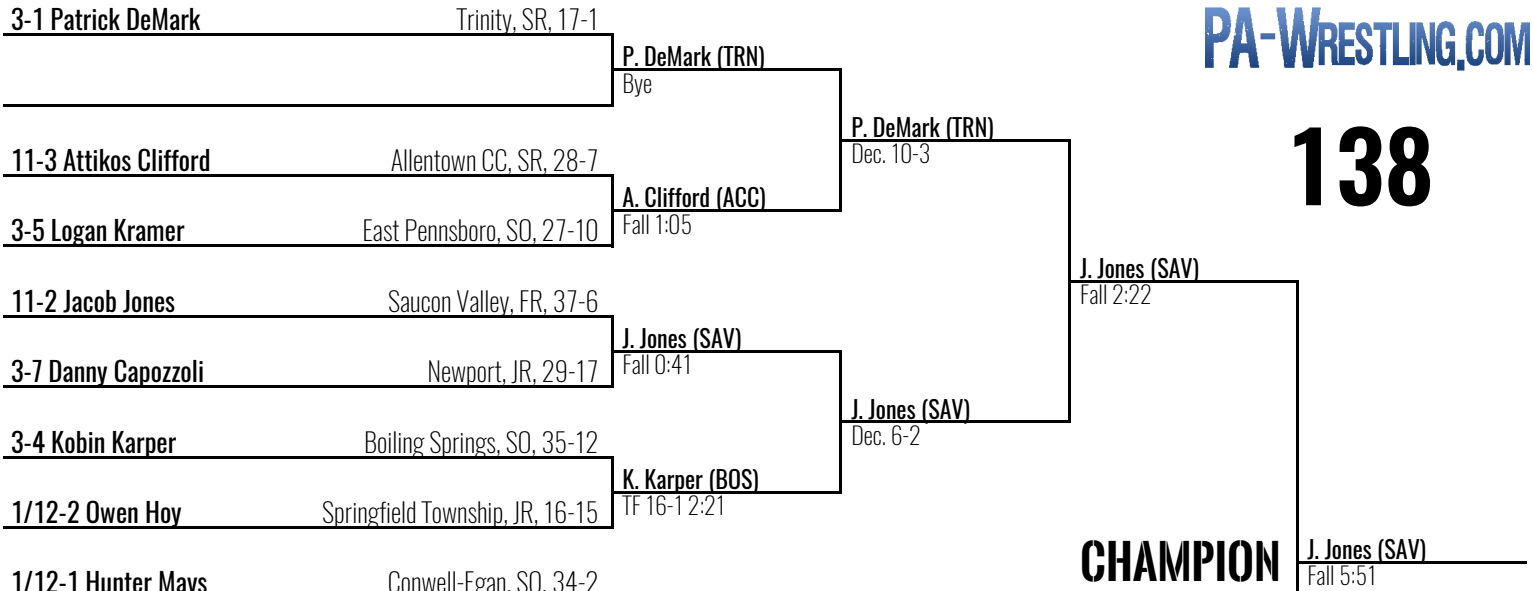 3-1 Patrick DeMark Trinity, SR, 17-1
PA-WRESTLING.COM
P. DeMark (TRN)
Bye
P. DeMark (TRN)
Dec. 10-3
138
11-3 Attikos Clifford Allentown CC, SR, 28-7
A. Clifford (ACC)
Fall 1:05
3-5 Logan Kramer East Pennsboro, SO, 27-10
J. Jones (SAV)
Fall 2:22
11-2 Jacob Jones Saucon Valley, FR, 37-6
J. Jones (SAV)
Fall 0:41
3-7 Danny Capozzoli Newport, JR, 29-17
J. Jones (SAV)
Dec. 6-2
3-4 Kobin Karper Boiling Springs, SO, 35-12
K. Karper (BOS)
TF 16-1 2:21
1/12-2 Owen Hoy Springfield Township, JR, 16-15
CHAMPION J. Jones (SAV)
Fall 5:51
1/12-1 Hunter Mays Conwell-Egan, SO, 34-2